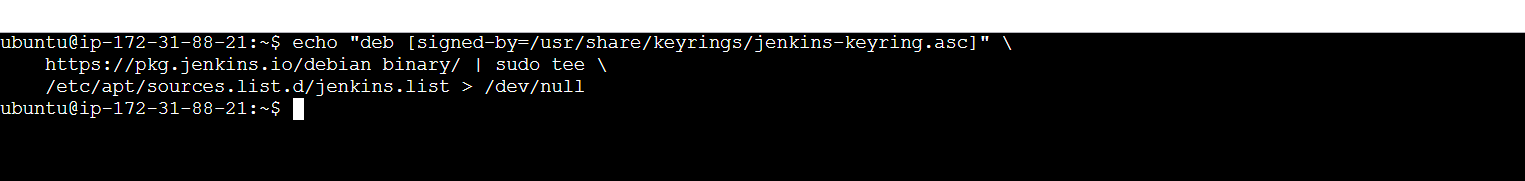 ubuntu@ip-172-31-88-21:~$ echo "deb [signed-by=/usr/share/keyrings/jenkins-keyring.asc]" \
    https://pkg.jenkins.io/debian binary/ | sudo tee \
    /etc/apt/sources.list.d/jenkins.list > /dev/null
ubuntu@ip-172-31-88-21:~$